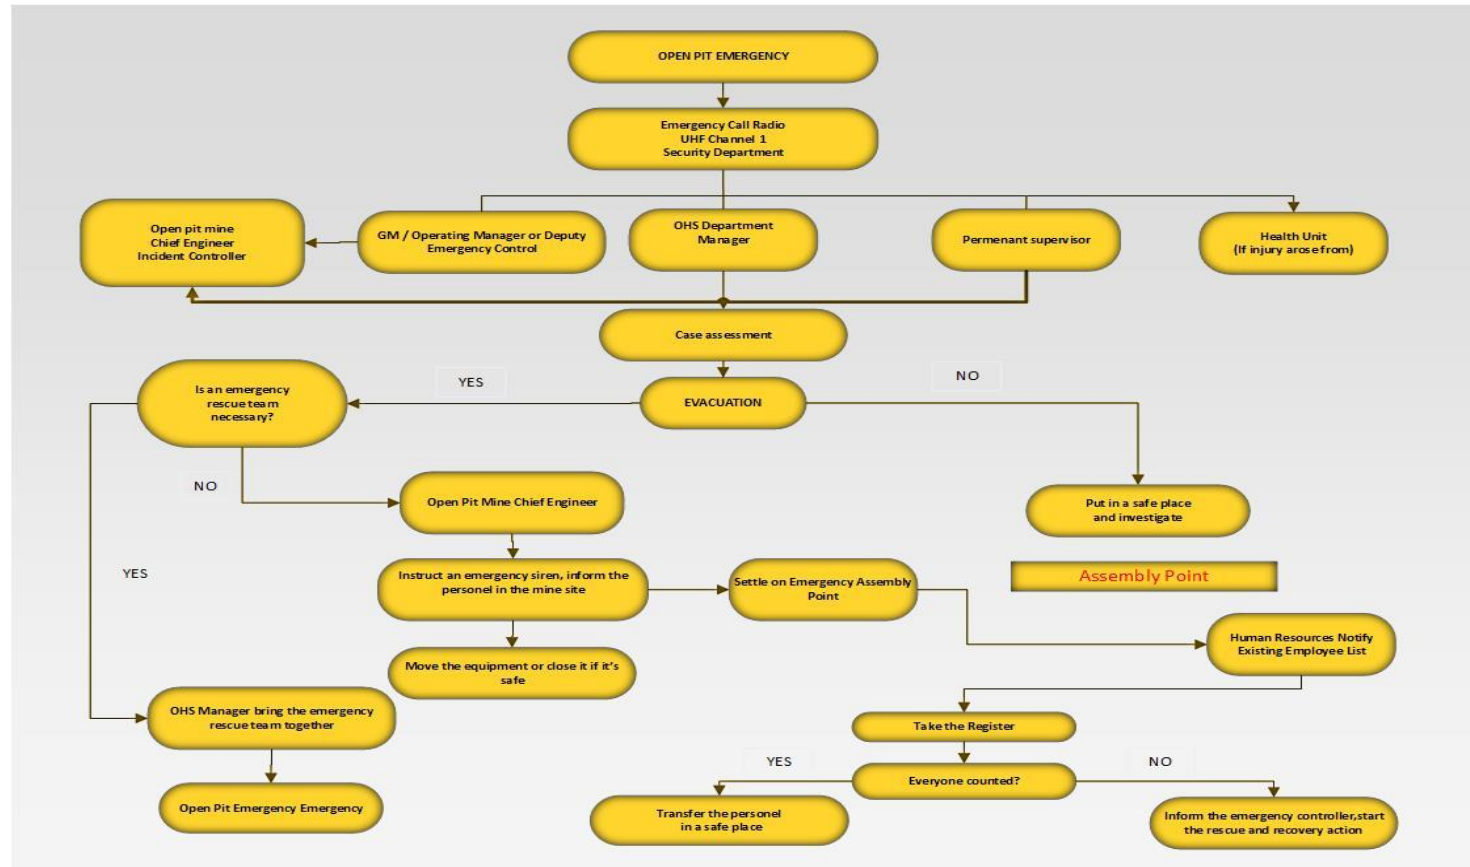 OPEN PIT EMERGENCY
Emergency Call Radio
UHF Channel 1
Security Department
Open pit mine
Chief Engineer
Incident Controller
GM / Operating Manager or Deputy
Emergency Control
OHS Department
Manager
Permenant supervisor
Health Unit
(If injury arose from)
Case assessment
Is an emergency
rescue team
necessary?
YES
EVACUATION
NO
NO
Open Pit Mine Chief Engineer
Put in a safe place
and investigate
YES
Instruct an emergency siren, inform the
personel in the mine site
Settle on Emergency Assembly
Point
Assembly Point
Human Resources Notify
Existing Employee List
Move the equipment or close it if it's
safe
OHS Manager bring the emergency
rescue team together
Take the Register
YES
Everyone counted?
NO
Open Pit Emergency Emergency
Transfer the personel
in a safe place
Inform the emergency controller,start
the rescue and recovery action